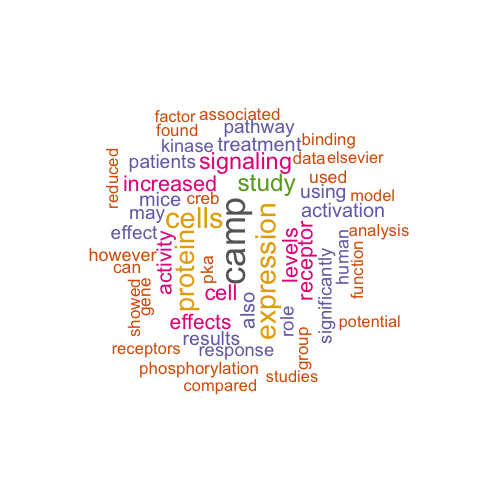 factor
associated
found
pathway
kinase
treatment
binding
reduced
patients
signaling
data
elsevier
increased
study
used
mice
creb
using
model
may
cells
camp
expression
activation
effect
protein
levels
receptor
human
analysis
however
activity
pka
significantly
function
can
cell
also
role
showed
gene
effects
results
group
potential
receptors
response
phosphorylation
studies
compared